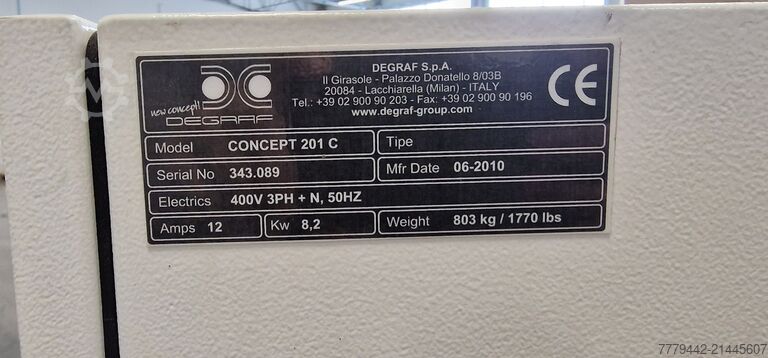 DEGRAF S.p.A.
Il Girasole - Palazzo Donatello 8/03B
20084 - Lacchiarella (Milan) - ITALY
Tel.: +39 02 900 90 203 - Fax: +39 02 900 90 196
www.degraf-group.com
new concept!
DEGRAF
CE
Model CONCEPT 201 C Tipe
Serial No 343.089 Mfr Date 06-2010
Electrics 400V 3PH + N, 50HZ
Amps 12 Kw 8,2 Weight 803 kg / 1770 lbs
7779442-21445607